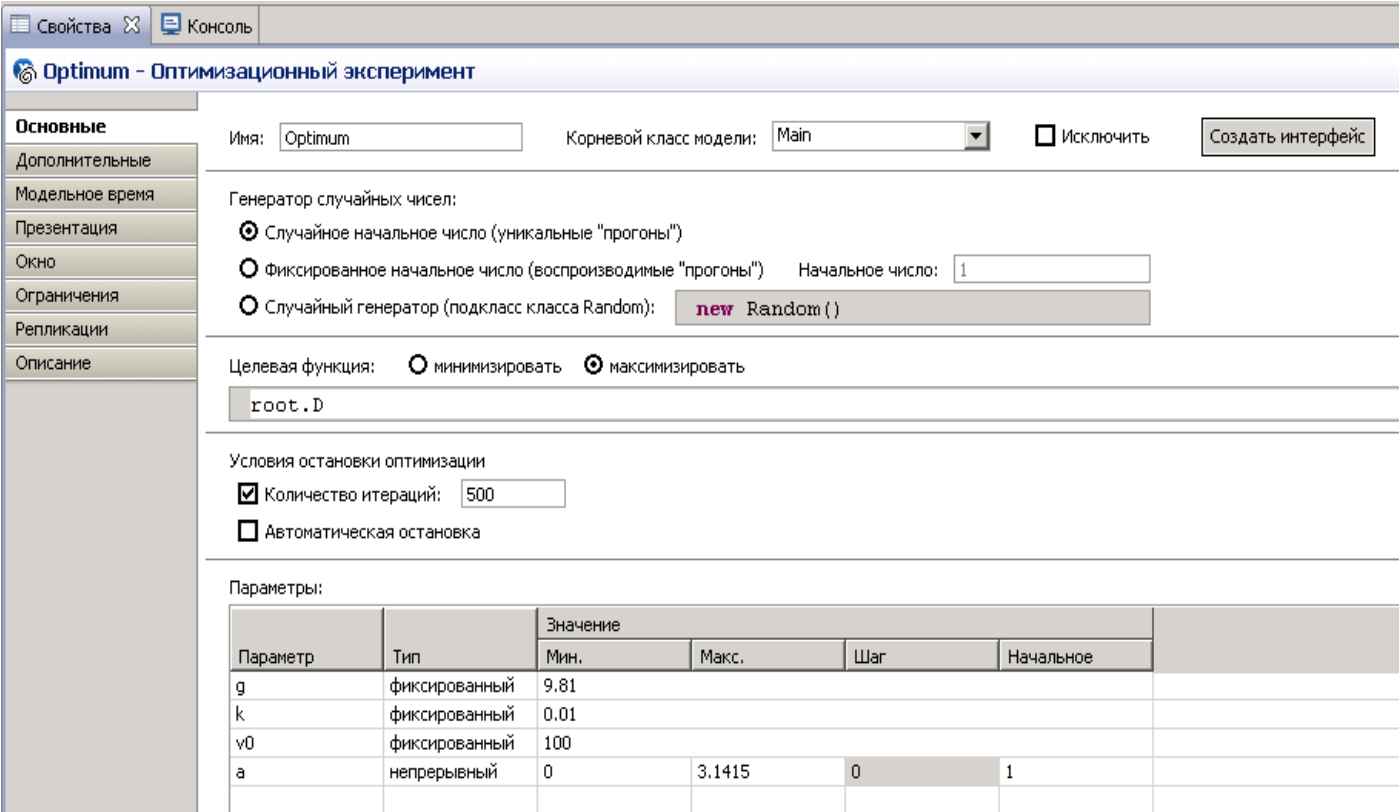 Свойства Консоль
Optimum - Оптимизационный эксперимент
Основные
Дополнительные
Модельное время
Презентация
Окно
Ограничения
Репликации
Описание
Имя: Optimum Корневой класс модели: Main Исключить Создать интерфейс
Генератор случайных чисел:
Случайное начальное число (уникальные "прогоны")
Фиксированное начальное число (воспроизводимые "прогоны") Начальное число: 1
Случайный генератор (подкласс класса Random): new Random()
Целевая функция: минимизировать максимизировать
root.D
Условия остановки оптимизации
Количество итераций: 500
Автоматическая остановка
Параметры:
Значение
Параметр Тип Мин. Макс. Шаг Начальное
g фиксированный 9.81
k фиксированный 0.01
v0 фиксированный 100
a непрерывный 0 3.1415 0 1